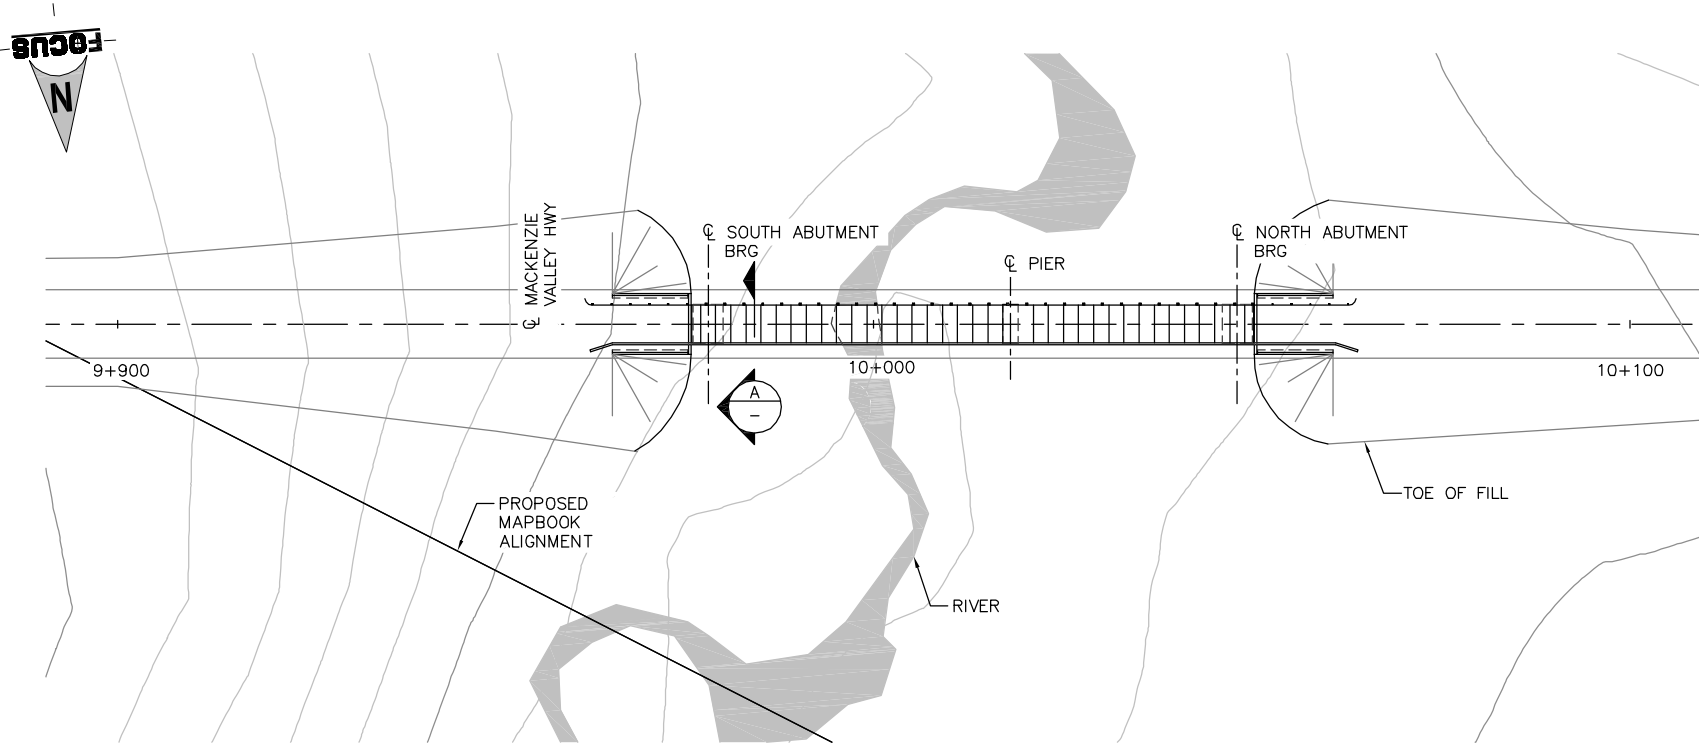 FOCUS
N
℄ MACKENZIE
VALLEY HWY
℄ SOUTH ABUTMENT
BRG
℄ PIER
℄ NORTH ABUTMENT
BRG
9+900
10+000
10+100
A
–
PROPOSED
MAPBOOK
ALIGNMENT
TOE OF FILL
RIVER